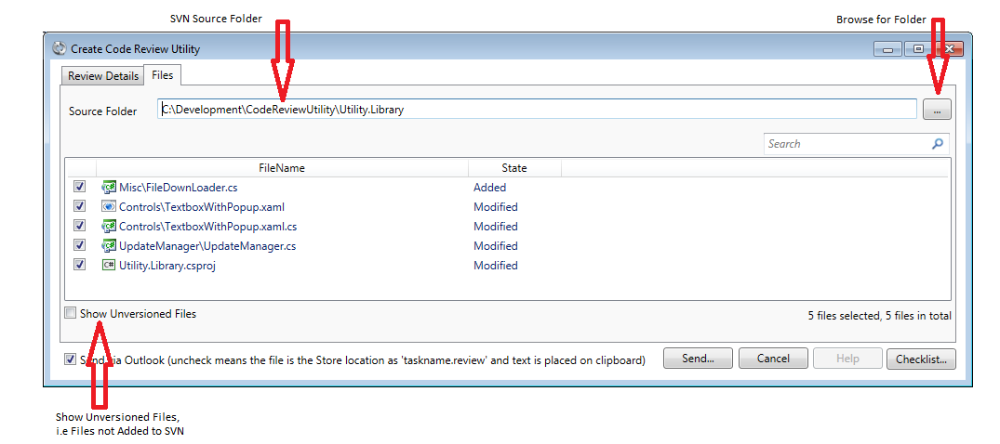 SVN Source Folder
Browse for Folder
Create Code Review Utility
Review Details Files
Source Folder C:\Development\CodeReviewUtility\Utility.Library ...
Search
FileName State
Misc\FileDownLoader.cs Added
Controls\TextboxWithPopup.xaml Modified
Controls\TextboxWithPopup.xaml.cs Modified
UpdateManager\UpdateManager.cs Modified
Utility.Library.csproj Modified
Show Unversioned Files
5 files selected, 5 files in total
Send via Outlook (uncheck means the file is the Store location as 'taskname.review' and text is placed on clipboard) Send... Cancel Help Checklist...
Show Unversioned Files,
i.e Files not Added to SVN